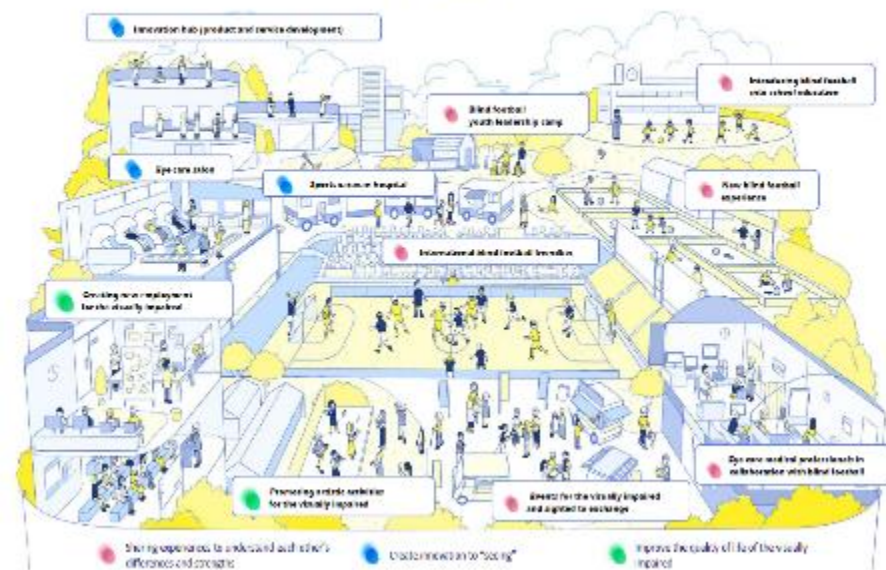 Innovation hub (product and service development)
Introducing blind football
into school education
Blind football
youth leadership camp
Eye care salon
Sports vision hospital
New blind football
experience
International blind football
Creating new employment
for the visually impaired
Eye care medical professionals in
collaboration with blind football
Promoting artistic activities
for the visually impaired
Events for the visually impaired
and sighted to exchange
Sharing experiences to understand each other's
differences and strengths
Create innovation to "seeing"
Improve the quality of life of the visually
impaired